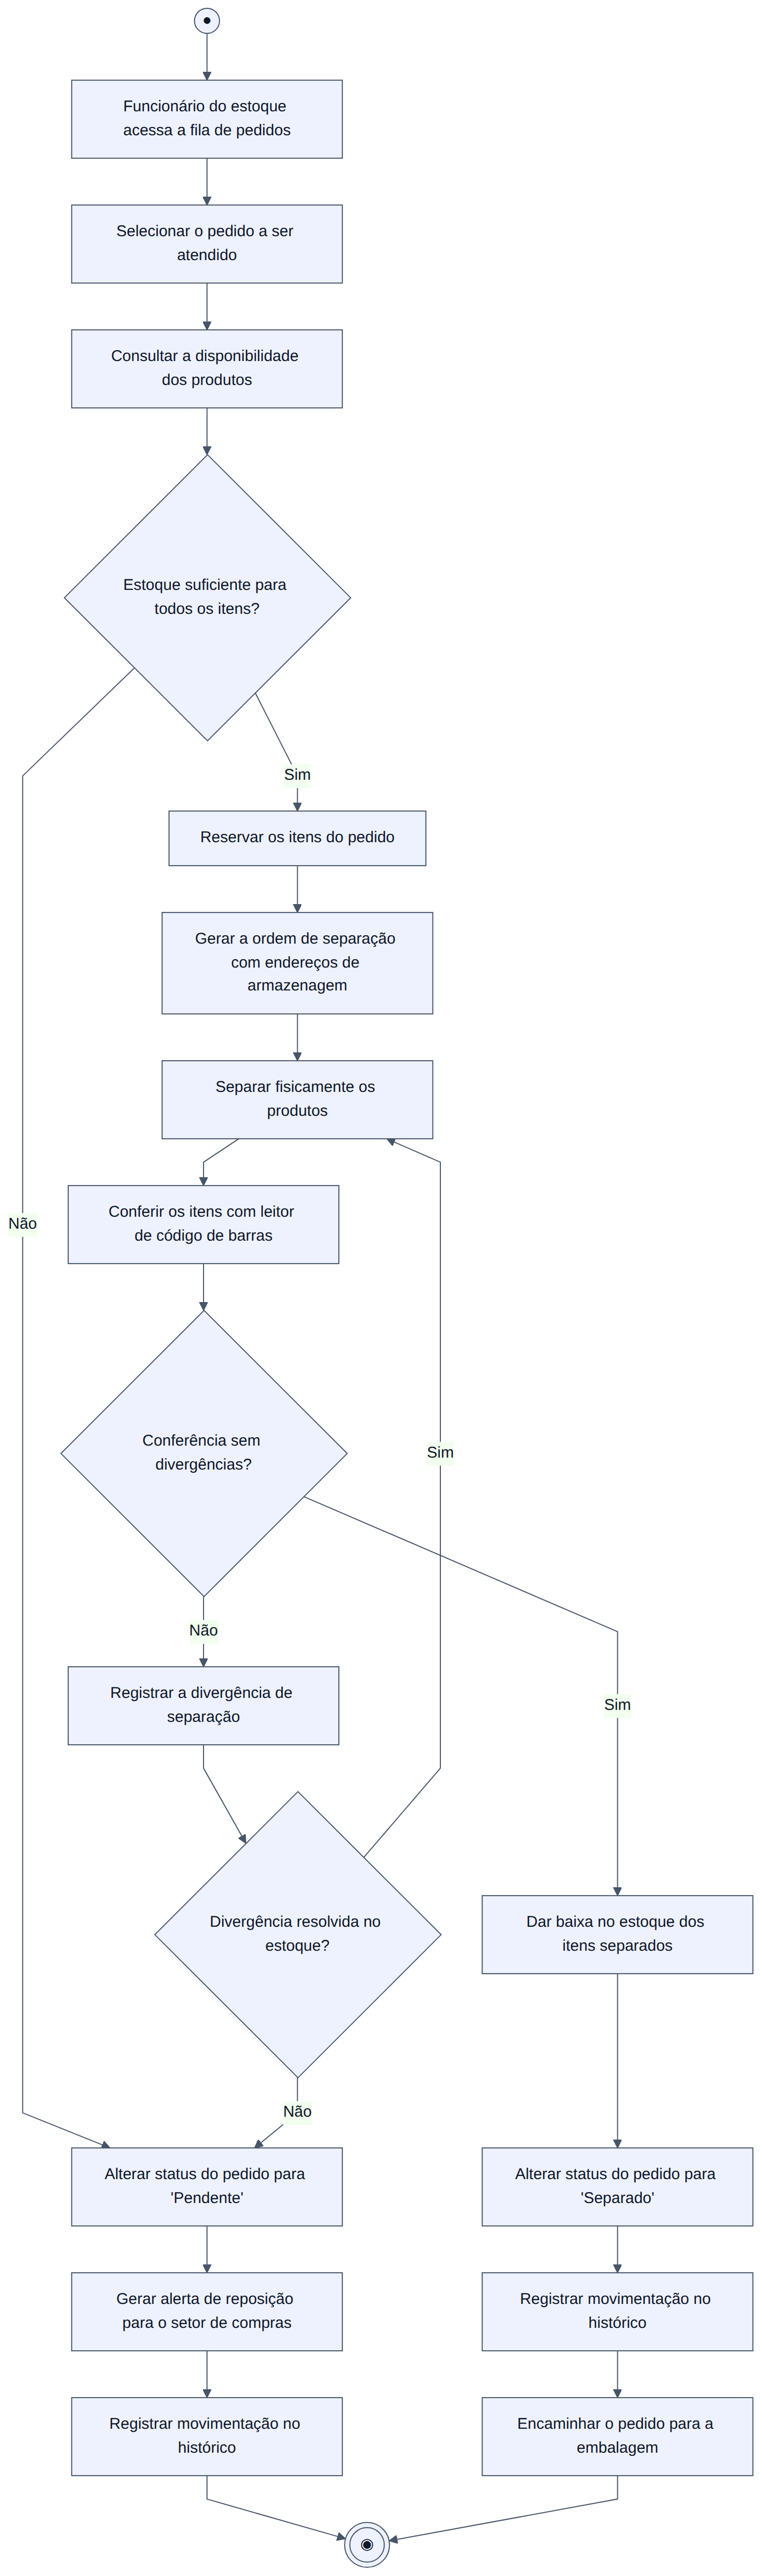 Funcionário do estoque
acessa a fila de pedidos
Selecionar o pedido a ser
atendido
Consultar a disponibilidade
dos produtos
Estoque suficiente para
todos os itens?
Sim
Reservar os itens do pedido
Gerar a ordem de separação
com endereços de
armazenagem
Separar fisicamente os
produtos
Não
Conferir os itens com leitor
de código de barras
Conferência sem
divergências?
Sim
Não
Registrar a divergência de
separação
Sim
Divergência resolvida no
estoque?
Dar baixa no estoque dos
itens separados
Não
Alterar status do pedido para
'Pendente'
Alterar status do pedido para
'Separado'
Gerar alerta de reposição
para o setor de compras
Registrar movimentação no
histórico
Registrar movimentação no
histórico
Encaminhar o pedido para a
embalagem